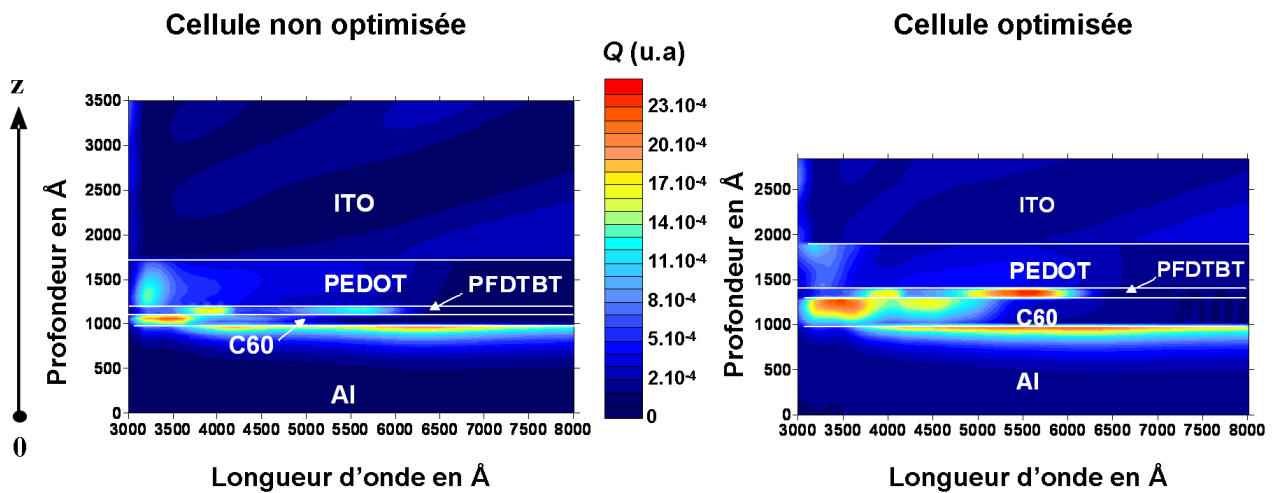 Cellule non optimisée
Cellule optimisée
Q (u.a)
z
0
Profondeur en Å
3500
3000
2500
2000
1500
1000
500
0
ITO
PEDOT
PFDTBT
C60
Al
3000 3500 4000 4500 5000 5500 6000 6500 7000 7500 8000
Longueur d'onde en Å
23.10-4
20.10-4
17.10-4
14.10-4
11.10-4
8.10-4
5.10-4
2.10-4
0
Profondeur en Å
2500
2000
1500
1000
500
0
ITO
PEDOT
PFDTBT
C60
Al
3000 3500 4000 4500 5000 5500 6000 6500 7000 7500 8000
Longueur d'onde en Å